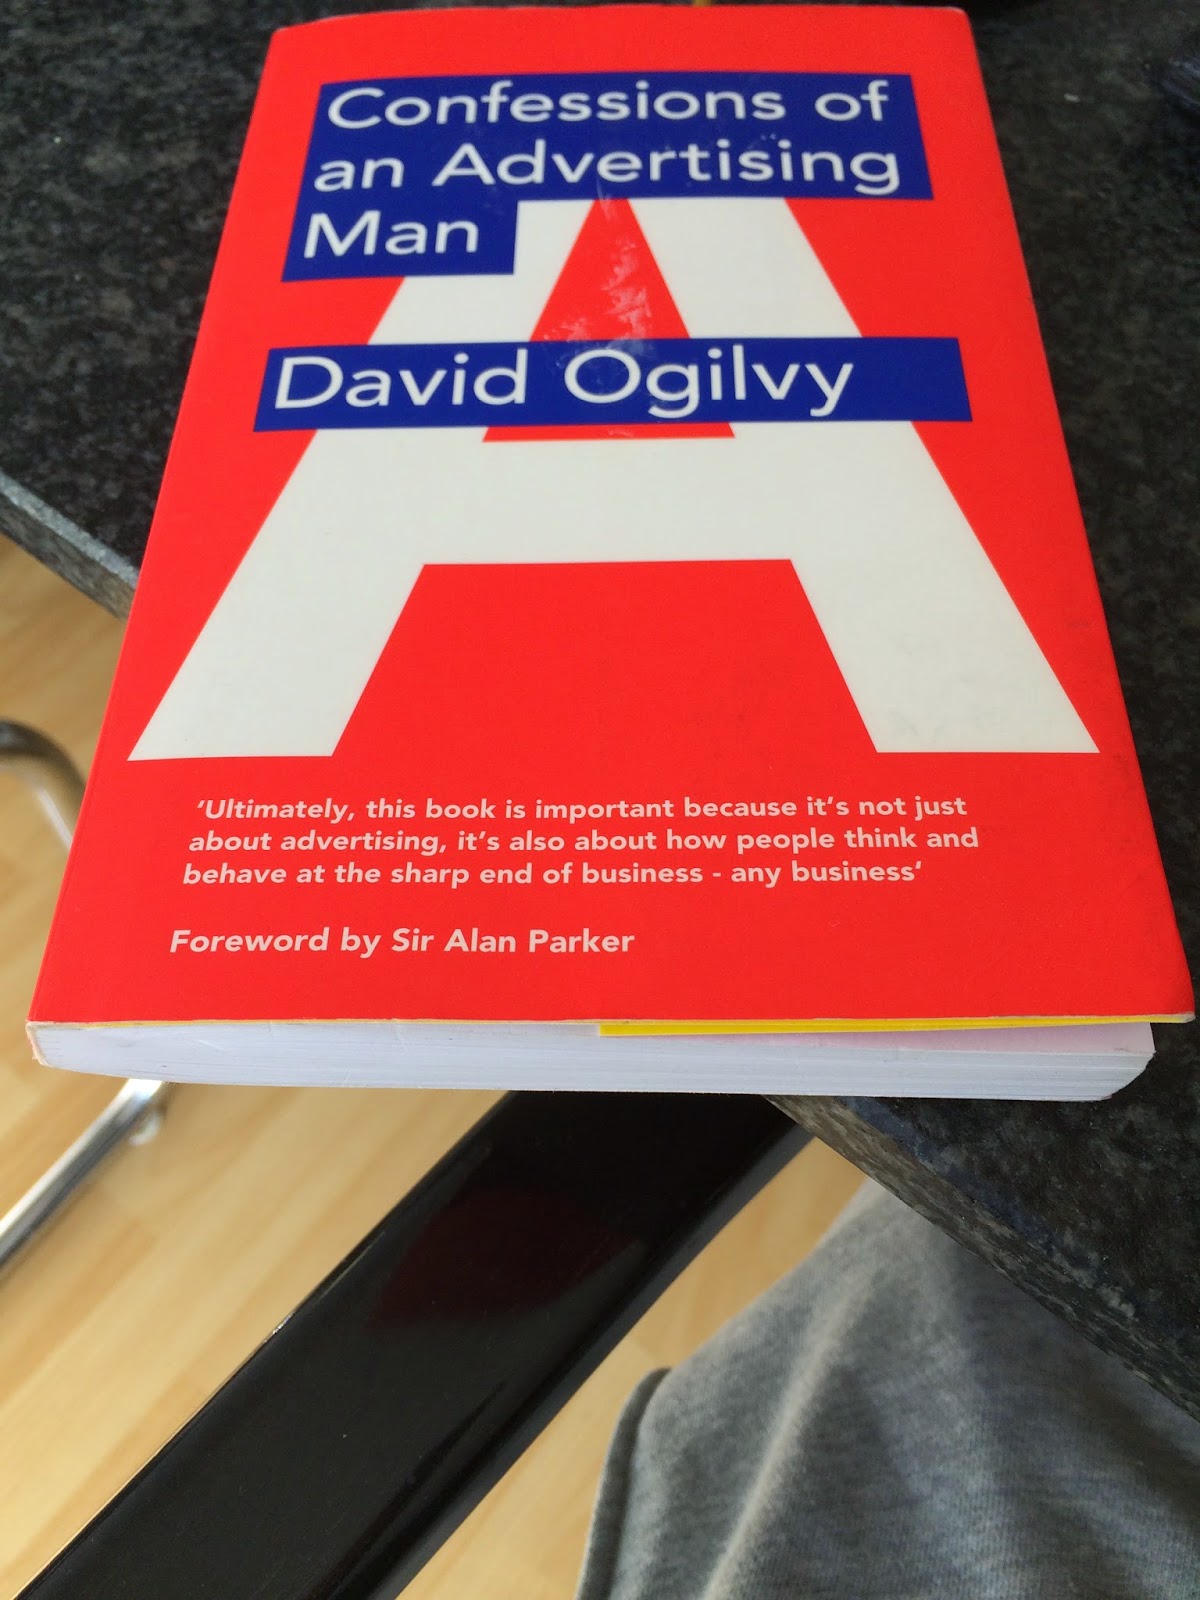 Confessions of
an Advertising
Man
David Ogilvy
A
‘Ultimately, this book is important because it‘s not just
about advertising, it‘s also about how people think and
behave at the sharp end of business - any business‘
Foreword by Sir Alan Parker